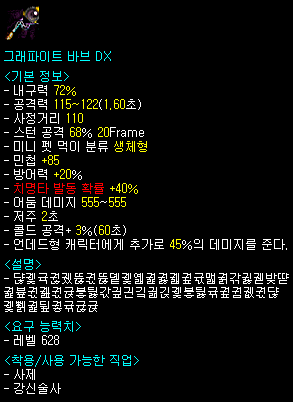 그래파이트 바브 DX
<기본 정보>
- 내구력 72%
- 공격력 115~122(1,60초)
- 사정거리 110
- 스턴 공격 68% 20Frame
- 미니 펫 먹이 분류 생체형
- 민첩 +85
- 방어력 +20%
- 치명타 발동 확률 +40%
- 어둠 데미지 555~555
- 저주 2초
- 콜드 공격+ 3%(60초)
- 언데드형 캐릭터에게 추가로 45%의 데미지를 준다.
<설명>
<요구 능력치>
- 레벨 628
<착용/사용 가능한 직업>
- 사제
- 강신술사